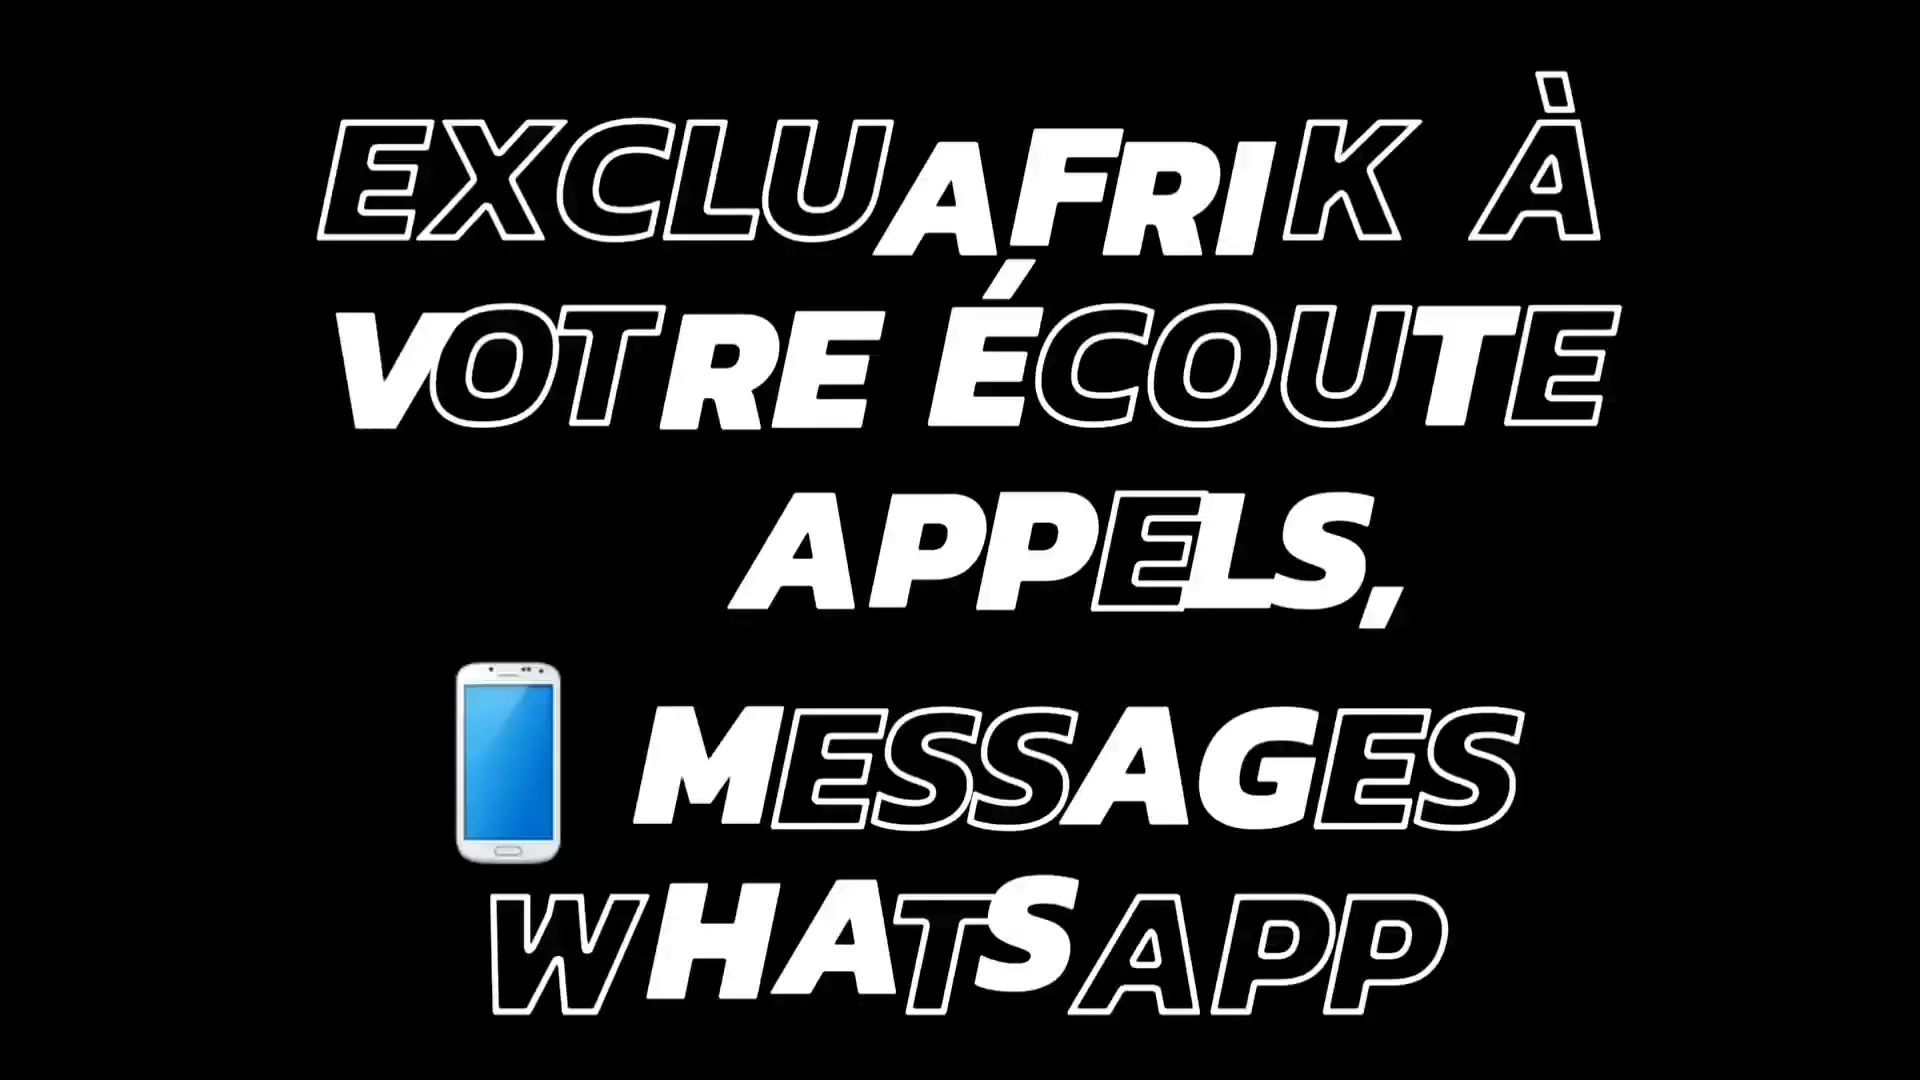 EXCLUAFRIK À
VOTRE ÉCOUTE
APPELS,
MESSAGES
WHATSAPP